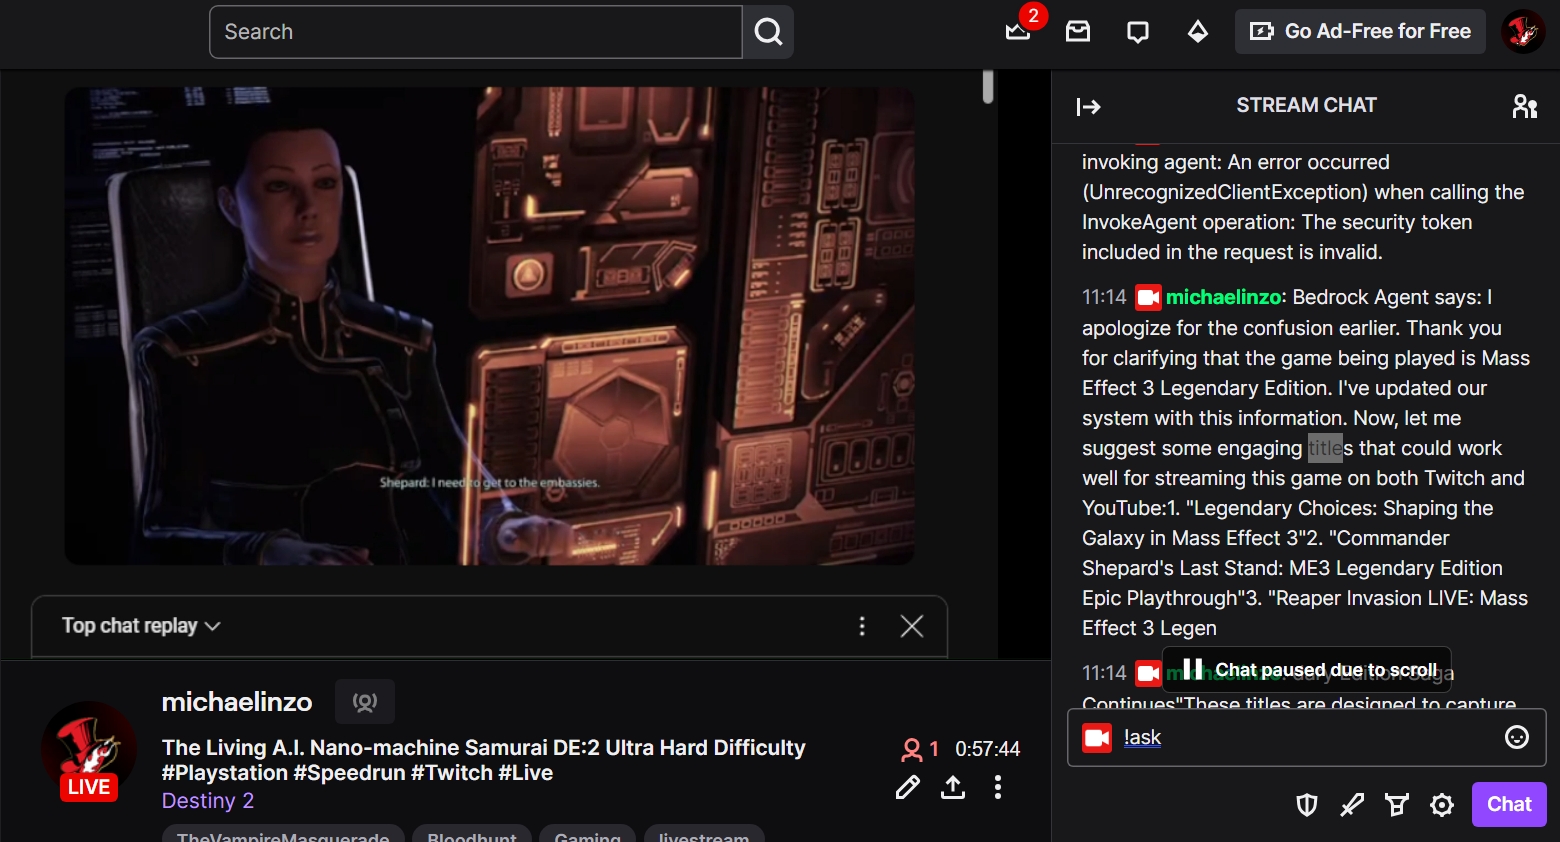 Search
2
Go Ad-Free for Free
STREAM CHAT
invoking agent: An error occurred
(UnrecognizedClientException) when calling the
InvokeAgent operation: The security token
included in the request is invalid.
11:14 michaelinzo: Bedrock Agent says: I
apologize for the confusion earlier. Thank you
for clarifying that the game being played is Mass
Effect 3 Legendary Edition. I've updated our
system with this information. Now, let me
suggest some engaging titles that could work
well for streaming this game on both Twitch and
YouTube:1. "Legendary Choices: Shaping the
Galaxy in Mass Effect 3"2. "Commander
Shepard's Last Stand: ME3 Legendary Edition
Epic Playthrough"3. "Reaper Invasion LIVE: Mass
Effect 3 Legen
11:14 michaelinzo: dary Edition Saga
Chat paused due to scroll
Continues"These titles are designed to capture
!ask
Chat
Shepard: I need to get to the embassies.
Top chat replay
LIVE
michaelinzo
The Living A.I. Nano-machine Samurai DE:2 Ultra Hard Difficulty
#Playstation #Speedrun #Twitch #Live
Destiny 2
1 0:57:44
TheVampireMasquerade Bloodhunt Gaming livestream